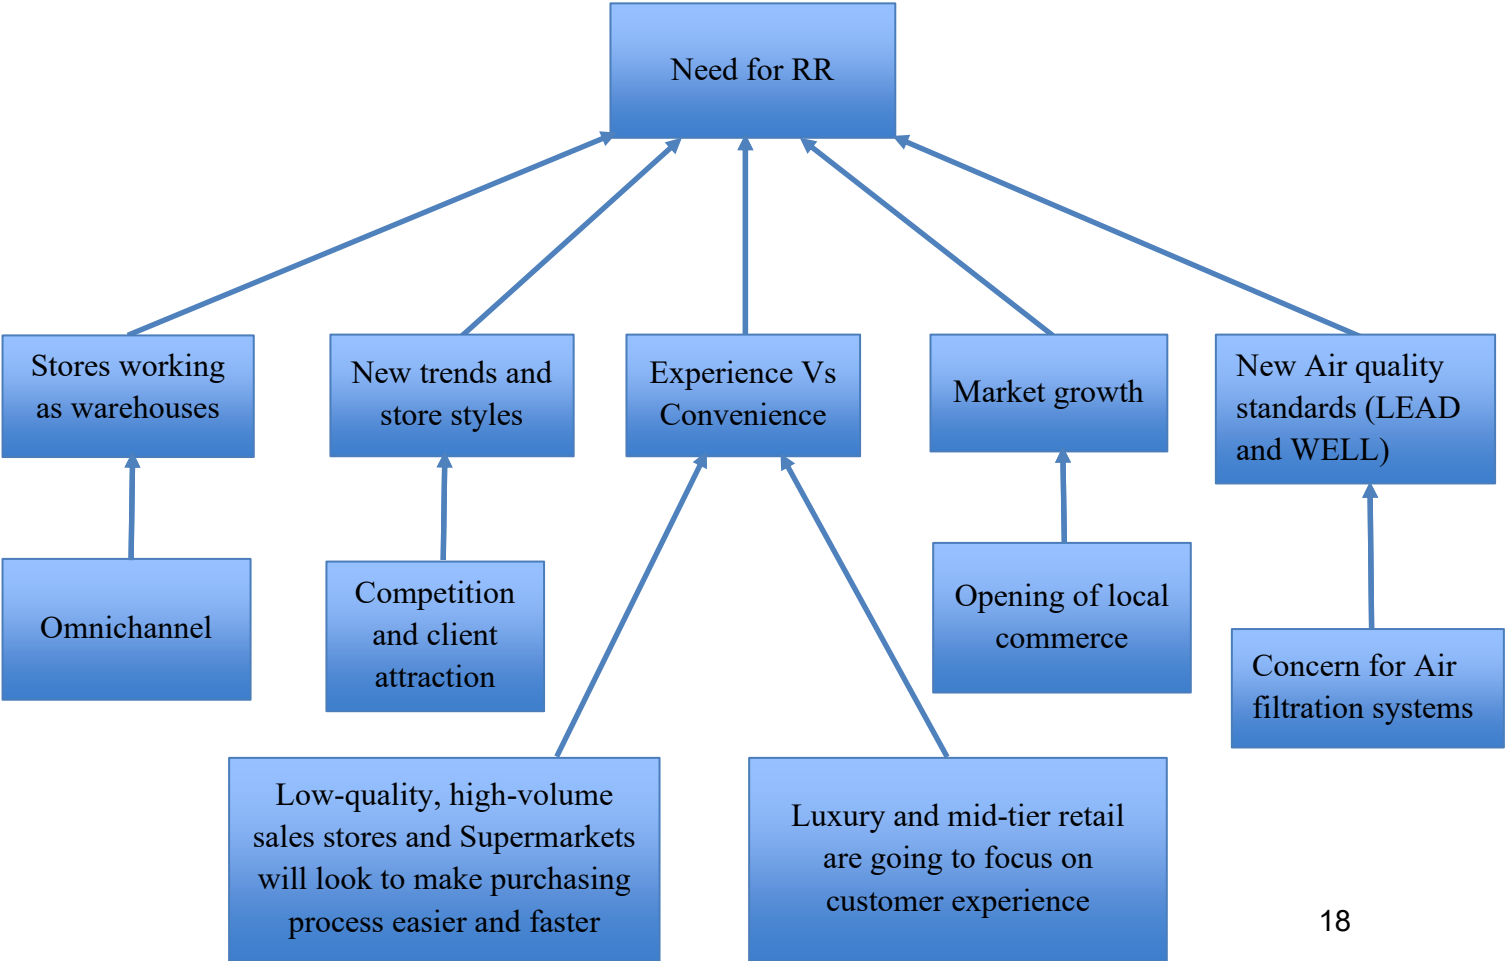 Need for RR
Stores working
as warehouses
New trends and
store styles
Experience Vs
Convenience
Market growth
New Air quality
standards (LEAD
and WELL)
Omnichannel
Competition
and client
attraction
Opening of local
commerce
Concern for Air
filtration systems
Low-quality, high-volume
sales stores and Supermarkets
will look to make purchasing
process easier and faster
Luxury and mid-tier retail
are going to focus on
customer experience
18